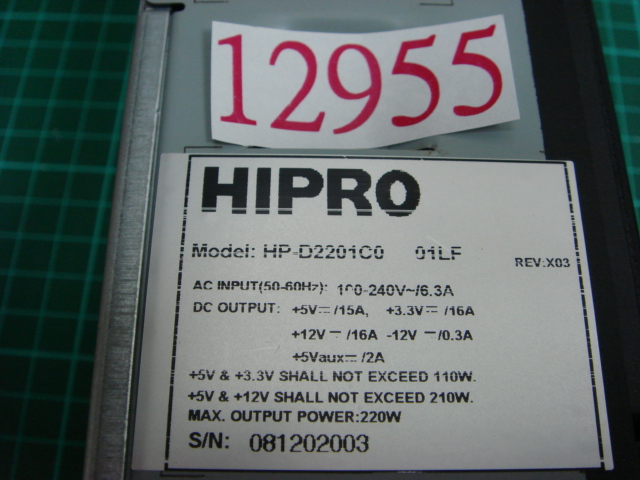 12955
HIPRO
Model: HP-D2201C0 01LF
REV:X03
AC INPUT(50-60Hz): 100-240V~/6.3A
DC OUTPUT: +5V⎓/15A, +3.3V⎓/16A
+12V⎓/16A -12V⎓/0.3A
+5Vaux⎓/2A
+5V & +3.3V SHALL NOT EXCEED 110W.
+5V & +12V SHALL NOT EXCEED 210W.
MAX. OUTPUT POWER:220W
S/N: 081202003